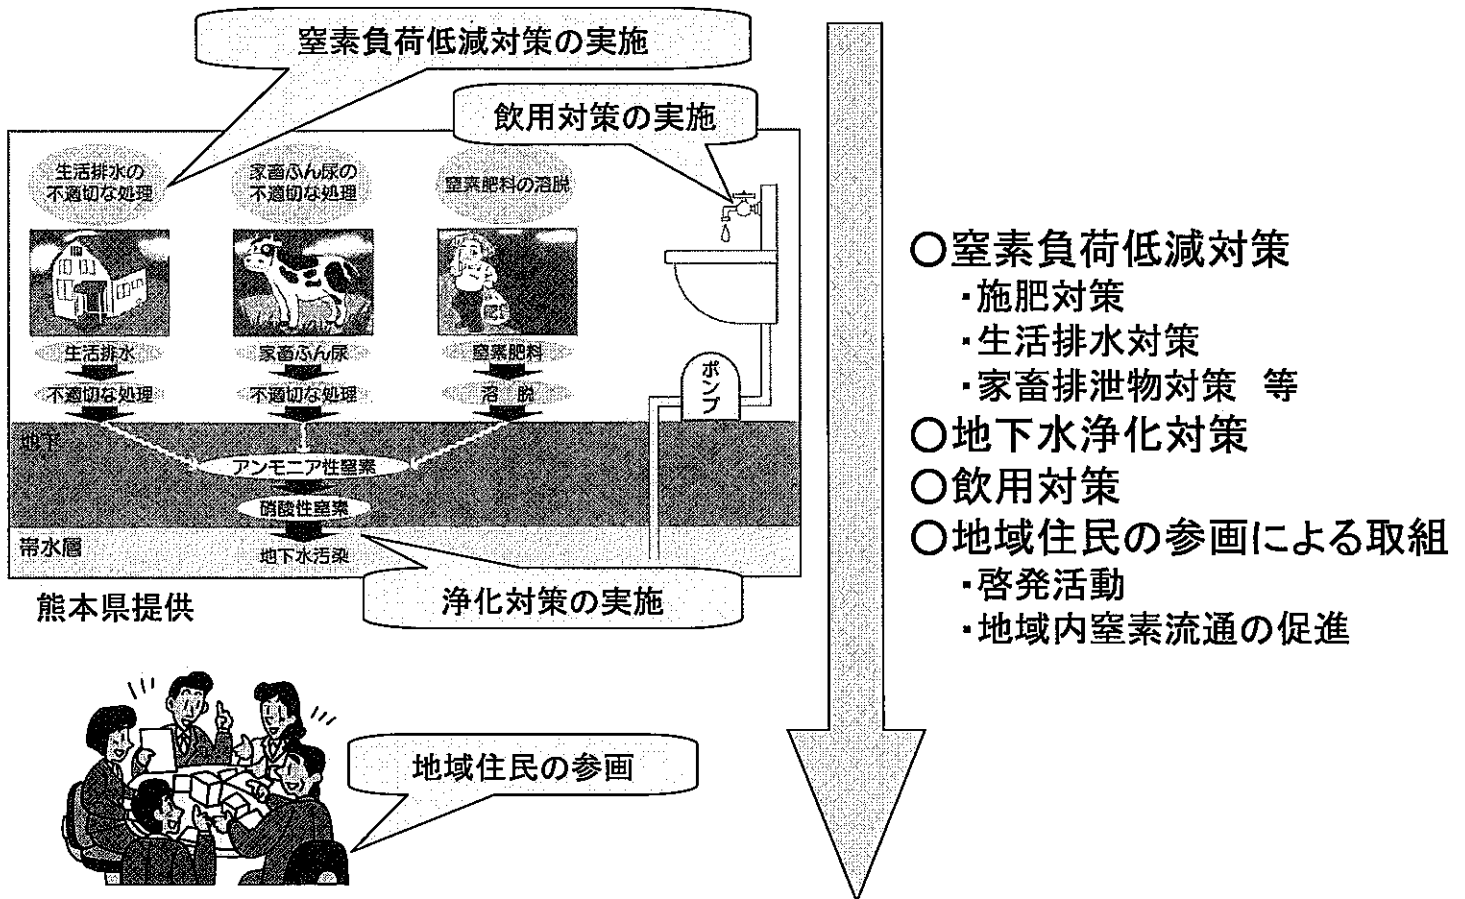 窒素負荷低減対策の実施
飲用対策の実施
生活排水の
不適切な処理
家畜ふん尿の
不適切な処理
窒素肥料の溶脱
生活排水
家畜ふん尿
窒素肥料
不適切な処理
不適切な処理
溶 脱
ポンプ
地下
アンモニア性窒素
硝酸性窒素
帯水層
地下水汚染
浄化対策の実施
熊本県提供
地域住民の参画
〇窒素負荷低減対策
・施肥対策
・生活排水対策
・家畜排泄物対策 等
〇地下水浄化対策
〇飲用対策
〇地域住民の参画による取組
・啓発活動
・地域内窒素流通の促進